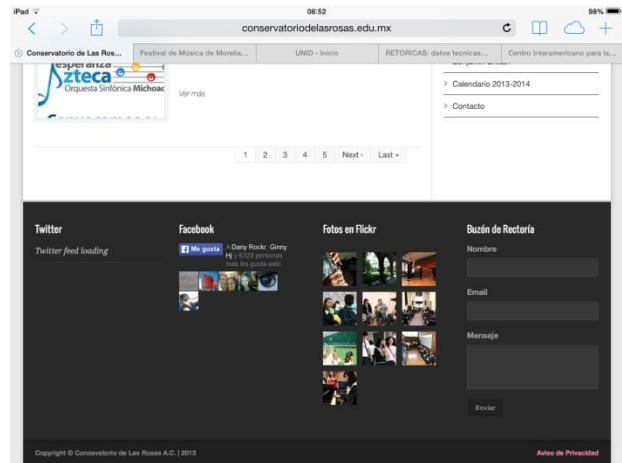 iPad
08:52
98%
conservatoriodelasrosas.edu.mx
Conservatorio de Las Ros...
Festival de Música de Morelia...
UNID - Inicio
RETORICAS: datos tecnicas...
Centro Interamericano para la...
esperanza
zteca
Orquesta Sinfónica Michoac
Ver más
> Calendario 2013-2014
> Contacto
1 2 3 4 5 Next › Last »
Twitter
Twitter feed loading
Facebook
Me gusta
A Dany Rockr, Ginny
Hj y 6329 personas
más les gusta esto.
Fotos en Flickr
Buzón de Rectoría
Nombre
Email
Mensaje
Enviar
Copyright © Consevatorio de Las Rosas A.C. | 2013
Aviso de Privacidad